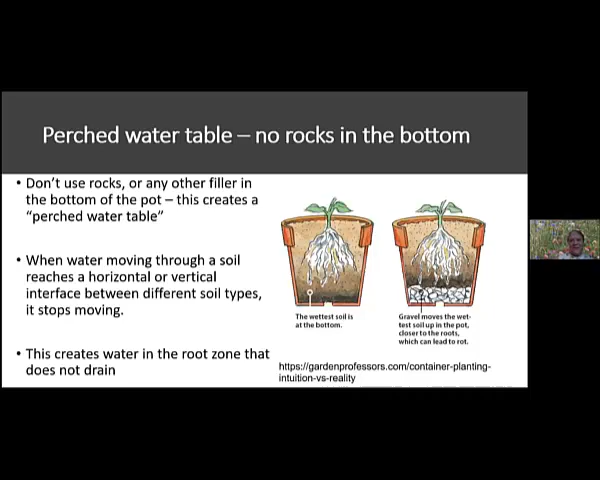 Perched water table – no rocks in the bottom
• Don't use rocks, or any other filler in
the bottom of the pot – this creates a
“perched water table”
• When water moving through a soil
reaches a horizontal or vertical
interface between different soil types,
it stops moving.
• This creates water in the root zone that
does not drain
The wettest soil is
at the bottom.
Gravel moves the wet-
test soil up in the pot,
closer to the roots,
which can lead to rot.
https://gardenprofessors.com/container-planting-
intuition-vs-reality